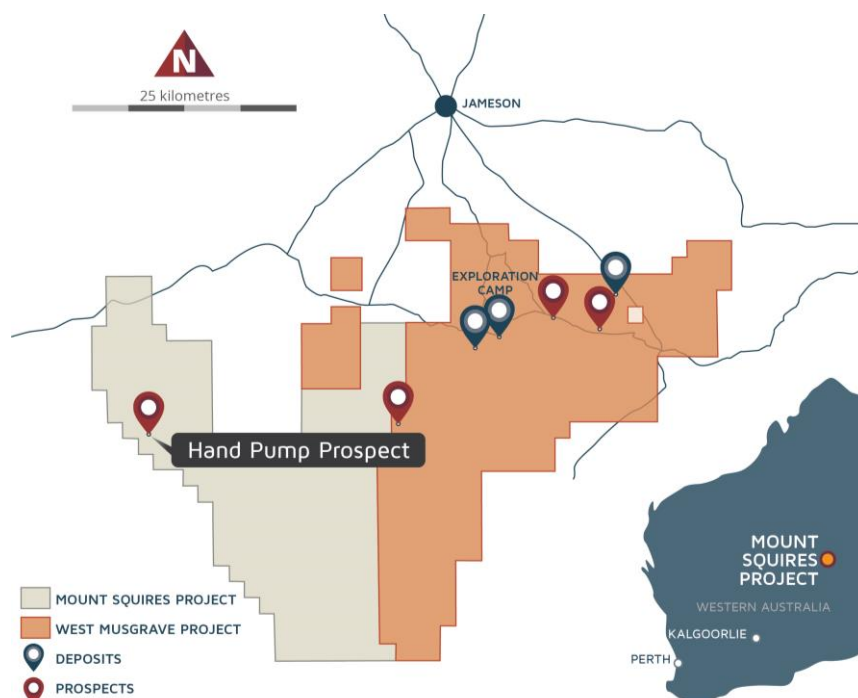 N
25 kilometres
JAMESON
EXPLORATION
CAMP
Hand Pump Prospect
MOUNT SQUIRES PROJECT
WEST MUSGRAVE PROJECT
DEPOSITS
PROSPECTS
MOUNT
SQUIRES
PROJECT
WESTERN AUSTRALIA
KALGOORLIE
PERTH